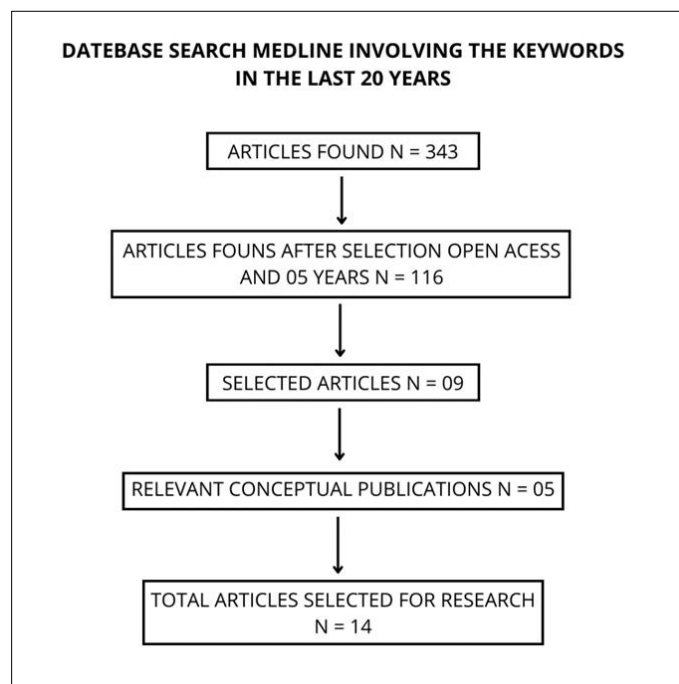 DATEBASE SEARCH MEDLINE INVOLVING THE KEYWORDS
IN THE LAST 20 YEARS
ARTICLES FOUND N = 343
ARTICLES FOUNS AFTER SELECTION OPEN ACESS
AND 05 YEARS N = 116
SELECTED ARTICLES N = 09
RELEVANT CONCEPTUAL PUBLICATIONS N = 05
TOTAL ARTICLES SELECTED FOR RESEARCH
N = 14